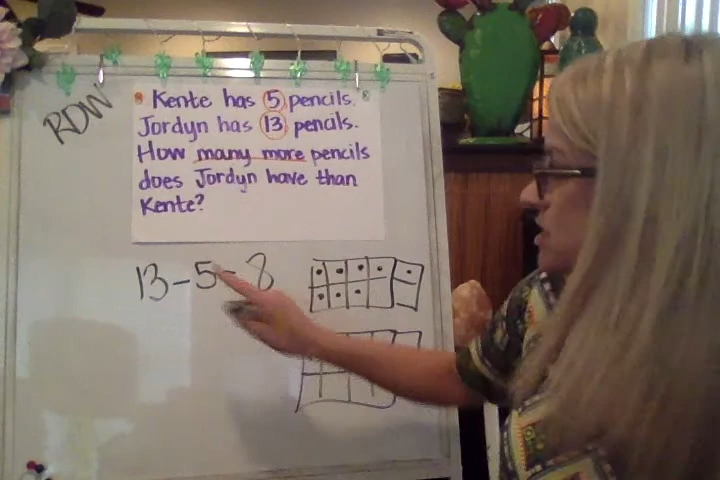 RDW
Kente has 5 pencils.
Jordyn has 13 pencils.
How many more pencils
does Jordyn have than
Kente?
13-5- 8